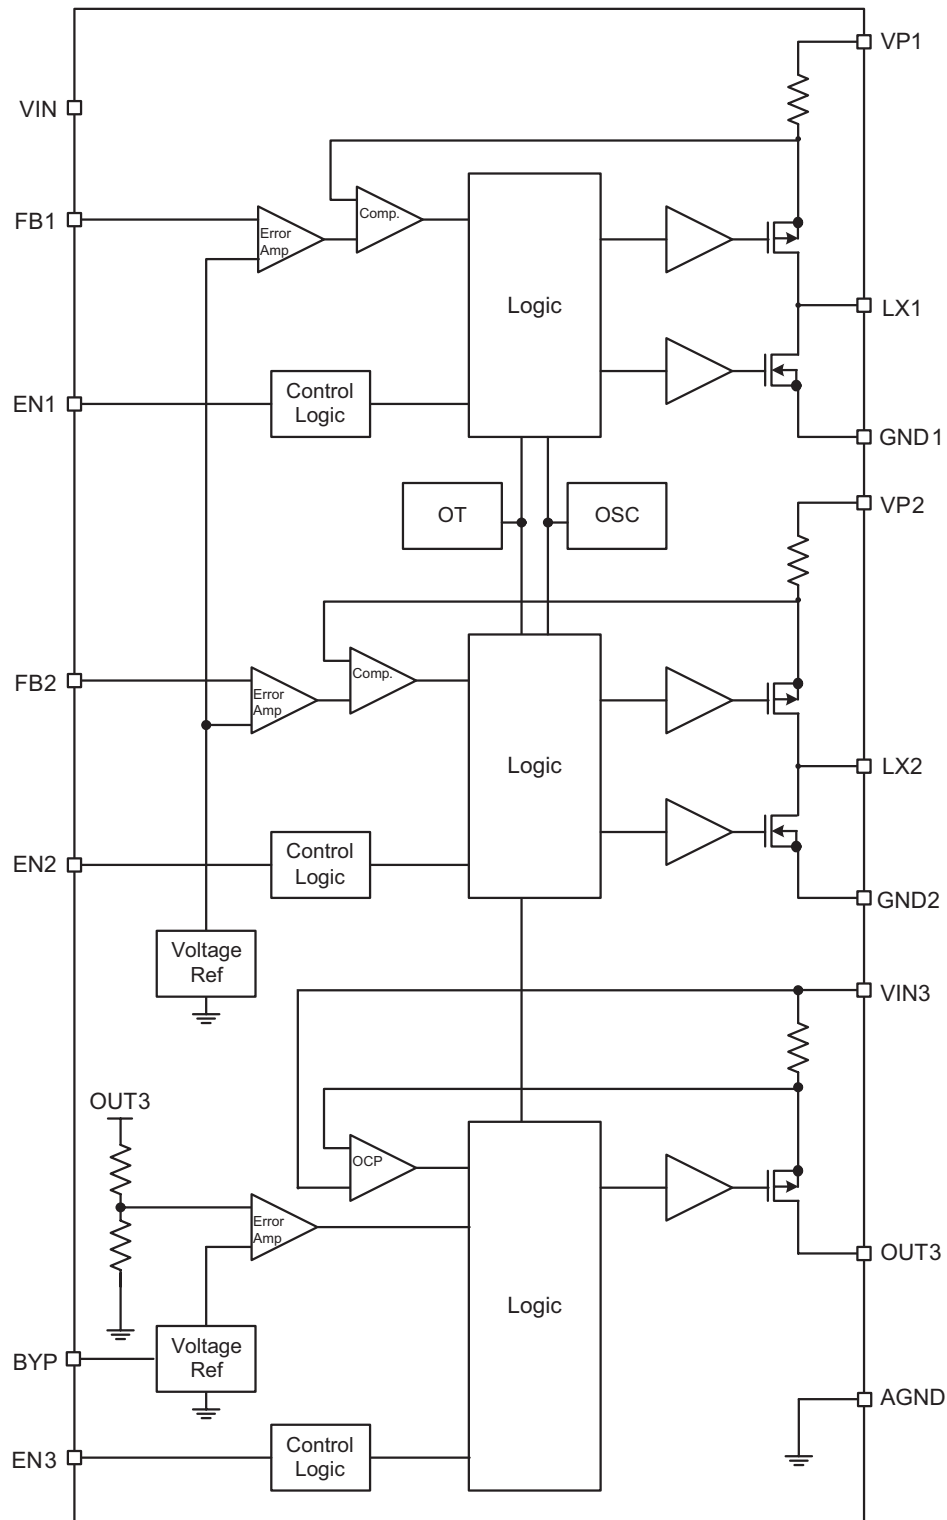 VP1
VIN
FB1
Error
Amp
Comp.
Logic
LX1
EN1
Control
Logic
GND1
OT
OSC
VP2
FB2
Error
Amp
Comp.
Logic
LX2
EN2
Control
Logic
GND2
Voltage
Ref
VIN3
OUT3
OCP
Error
Amp
Logic
OUT3
BYP
Voltage
Ref
AGND
EN3
Control
Logic